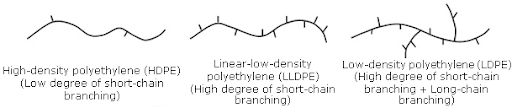 High-density polyethylene (HDPE)
(Low degree of short-chain
branching)
Linear-low-density
polyethylene (LLDPE)
(High degree of short-chain
branching)
Low-density polyethylene (LDPE)
(High degree of short-chain
branching + Long-chain
branching)